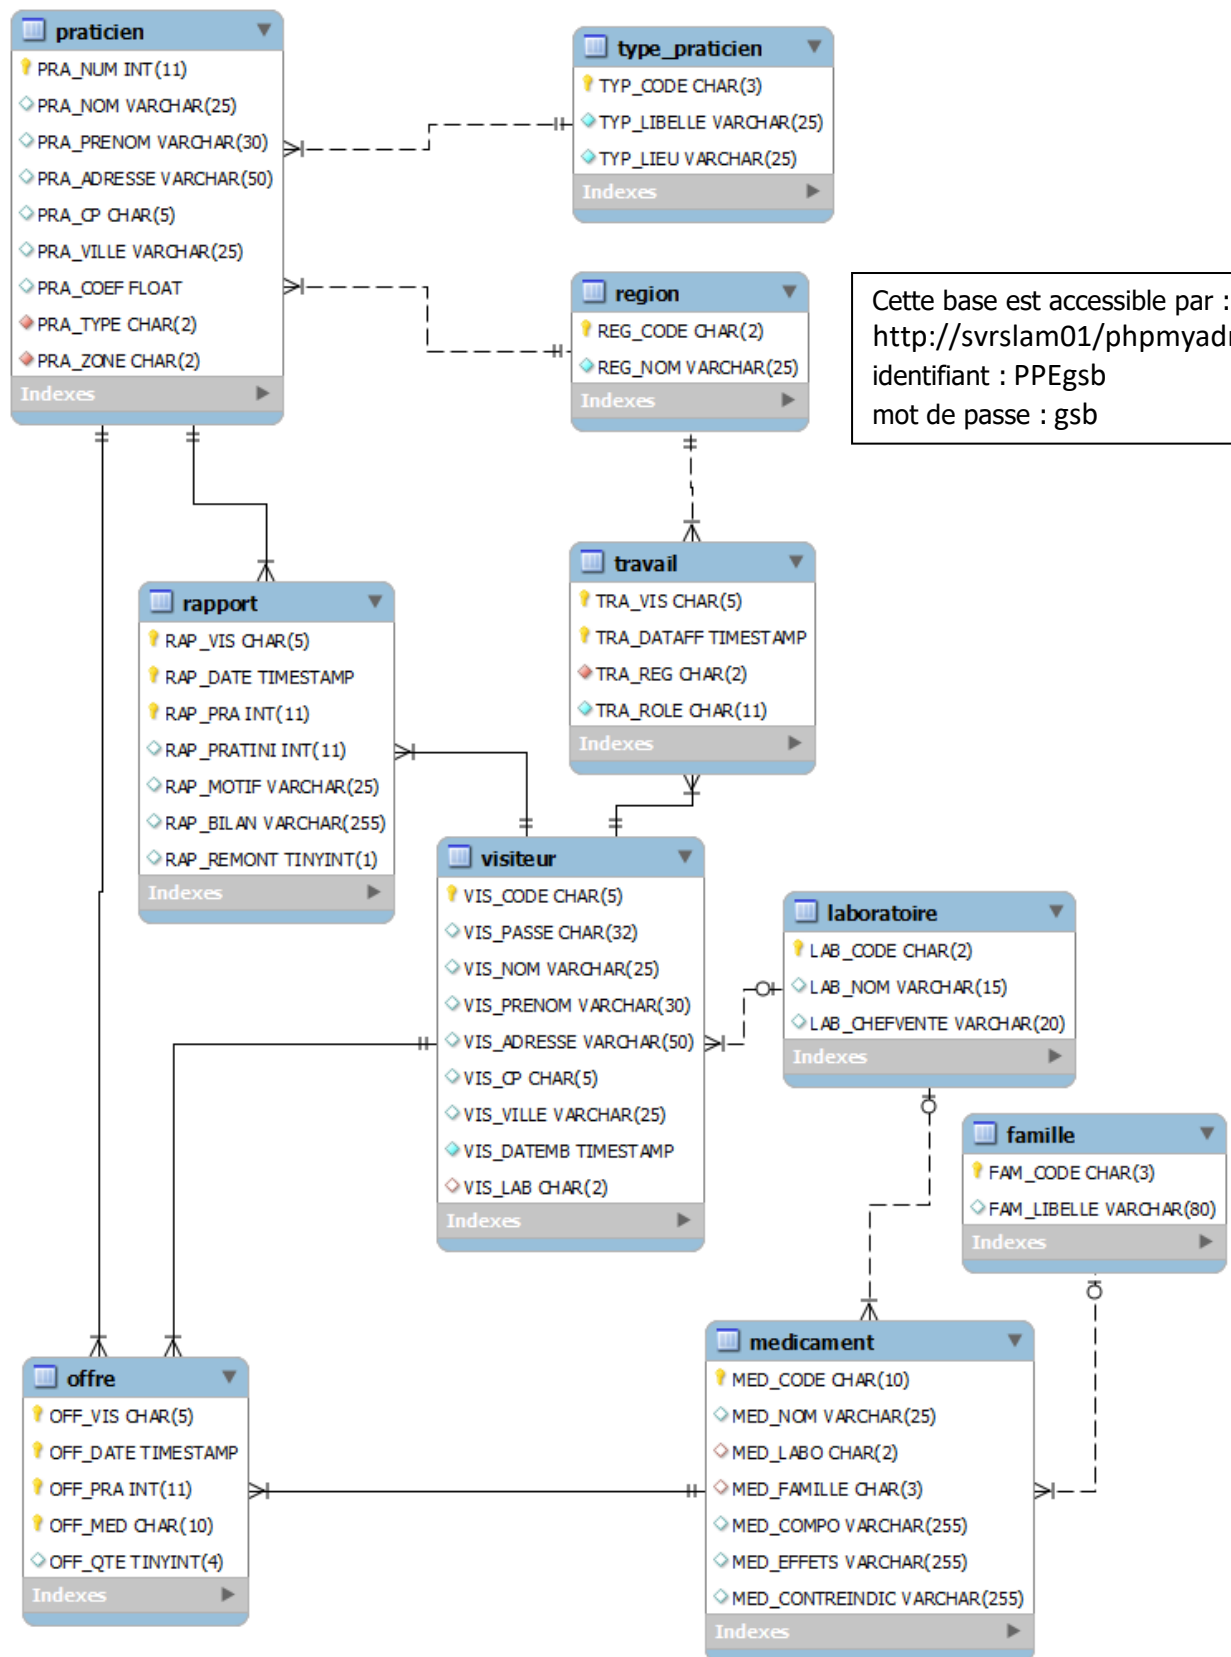 praticien
PRA_NUM INT(11)
PRA_NOM VARCHAR(25)
PRA_PRENOM VARCHAR(30)
PRA_ADRESSE VARCHAR(50)
PRA_CP CHAR(5)
PRA_VILLE VARCHAR(25)
PRA_COEF FLOAT
PRA_TYPE CHAR(2)
PRA_ZONE CHAR(2)
Indexes
type_praticien
TYP_CODE CHAR(3)
TYP_LIBELLE VARCHAR(25)
TYP_LIEU VARCHAR(25)
Indexes
region
REG_CODE CHAR(2)
REG_NOM VARCHAR(25)
Indexes
Cette base est accessible par :
http://svrslam01/phpmyadr
identifiant : PPEgsb
mot de passe : gsb
travail
TRA_VIS CHAR(5)
TRA_DATAFF TIMESTAMP
TRA_REG CHAR(2)
TRA_ROLE CHAR(11)
Indexes
rapport
RAP_VIS CHAR(5)
RAP_DATE TIMESTAMP
RAP_PRA INT(11)
RAP_PRATINI INT(11)
RAP_MOTIF VARCHAR(25)
RAP_BILAN VARCHAR(255)
RAP_REMONT TINYINT(1)
Indexes
visiteur
VIS_CODE CHAR(5)
VIS_PASSE CHAR(32)
VIS_NOM VARCHAR(25)
VIS_PRENOM VARCHAR(30)
VIS_ADRESSE VARCHAR(50)
VIS_CP CHAR(5)
VIS_VILLE VARCHAR(25)
VIS_DATEMB TIMESTAMP
VIS_LAB CHAR(2)
Indexes
laboratoire
LAB_CODE CHAR(2)
LAB_NOM VARCHAR(15)
LAB_CHEFVENTE VARCHAR(20)
Indexes
famille
FAM_CODE CHAR(3)
FAM_LIBELLE VARCHAR(80)
Indexes
offre
OFF_VIS CHAR(5)
OFF_DATE TIMESTAMP
OFF_PRA INT(11)
OFF_MED CHAR(10)
OFF_QTE TINYINT(4)
Indexes
medicament
MED_CODE CHAR(10)
MED_NOM VARCHAR(25)
MED_LABO CHAR(2)
MED_FAMILLE CHAR(3)
MED_COMPO VARCHAR(255)
MED_EFFETS VARCHAR(255)
MED_CONTREINDIC VARCHAR(255)
Indexes